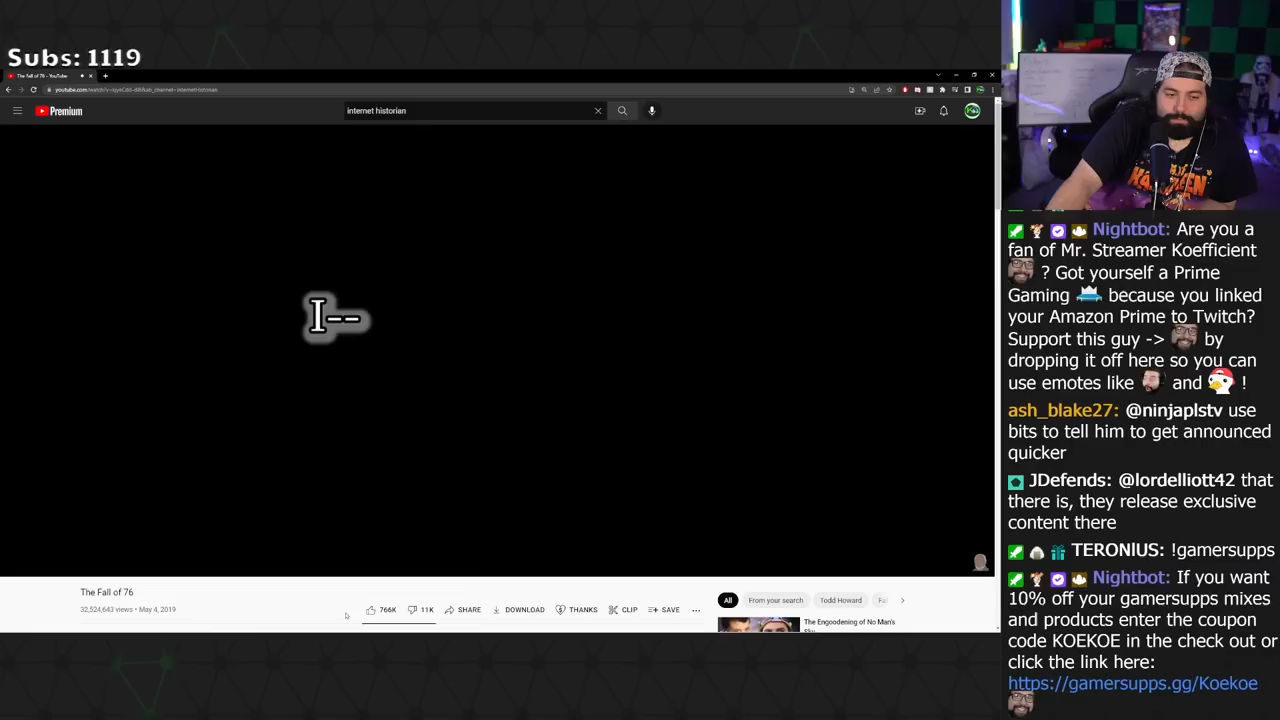 Subs: 1119
The Fall of 76 - YouTube
Premium
internet historian
I--
The Fall of 76
32,524,643 views • May 4, 2019
766K 11K SHARE DOWNLOAD THANKS CLIP SAVE
All From your search Todd Howard
The Engoodening of No Man's
Nightbot: Are you a
fan of Mr. Streamer Koefficient
? Got yourself a Prime
Gaming because you linked
your Amazon Prime to Twitch?
Support this guy -> by
dropping it off here so you can
use emotes like and !
ash_blake27: @ninjaplstv use
bits to tell him to get announced
quicker
JDefends: @lordelliott42 that
there is, they release exclusive
content there
TERONIUS: !gamersupps
Nightbot: If you want
10% off your gamersupps mixes
and products enter the coupon
code KOEKOE in the check out or
click the link here:
https://gamersupps.gg/Koekoe